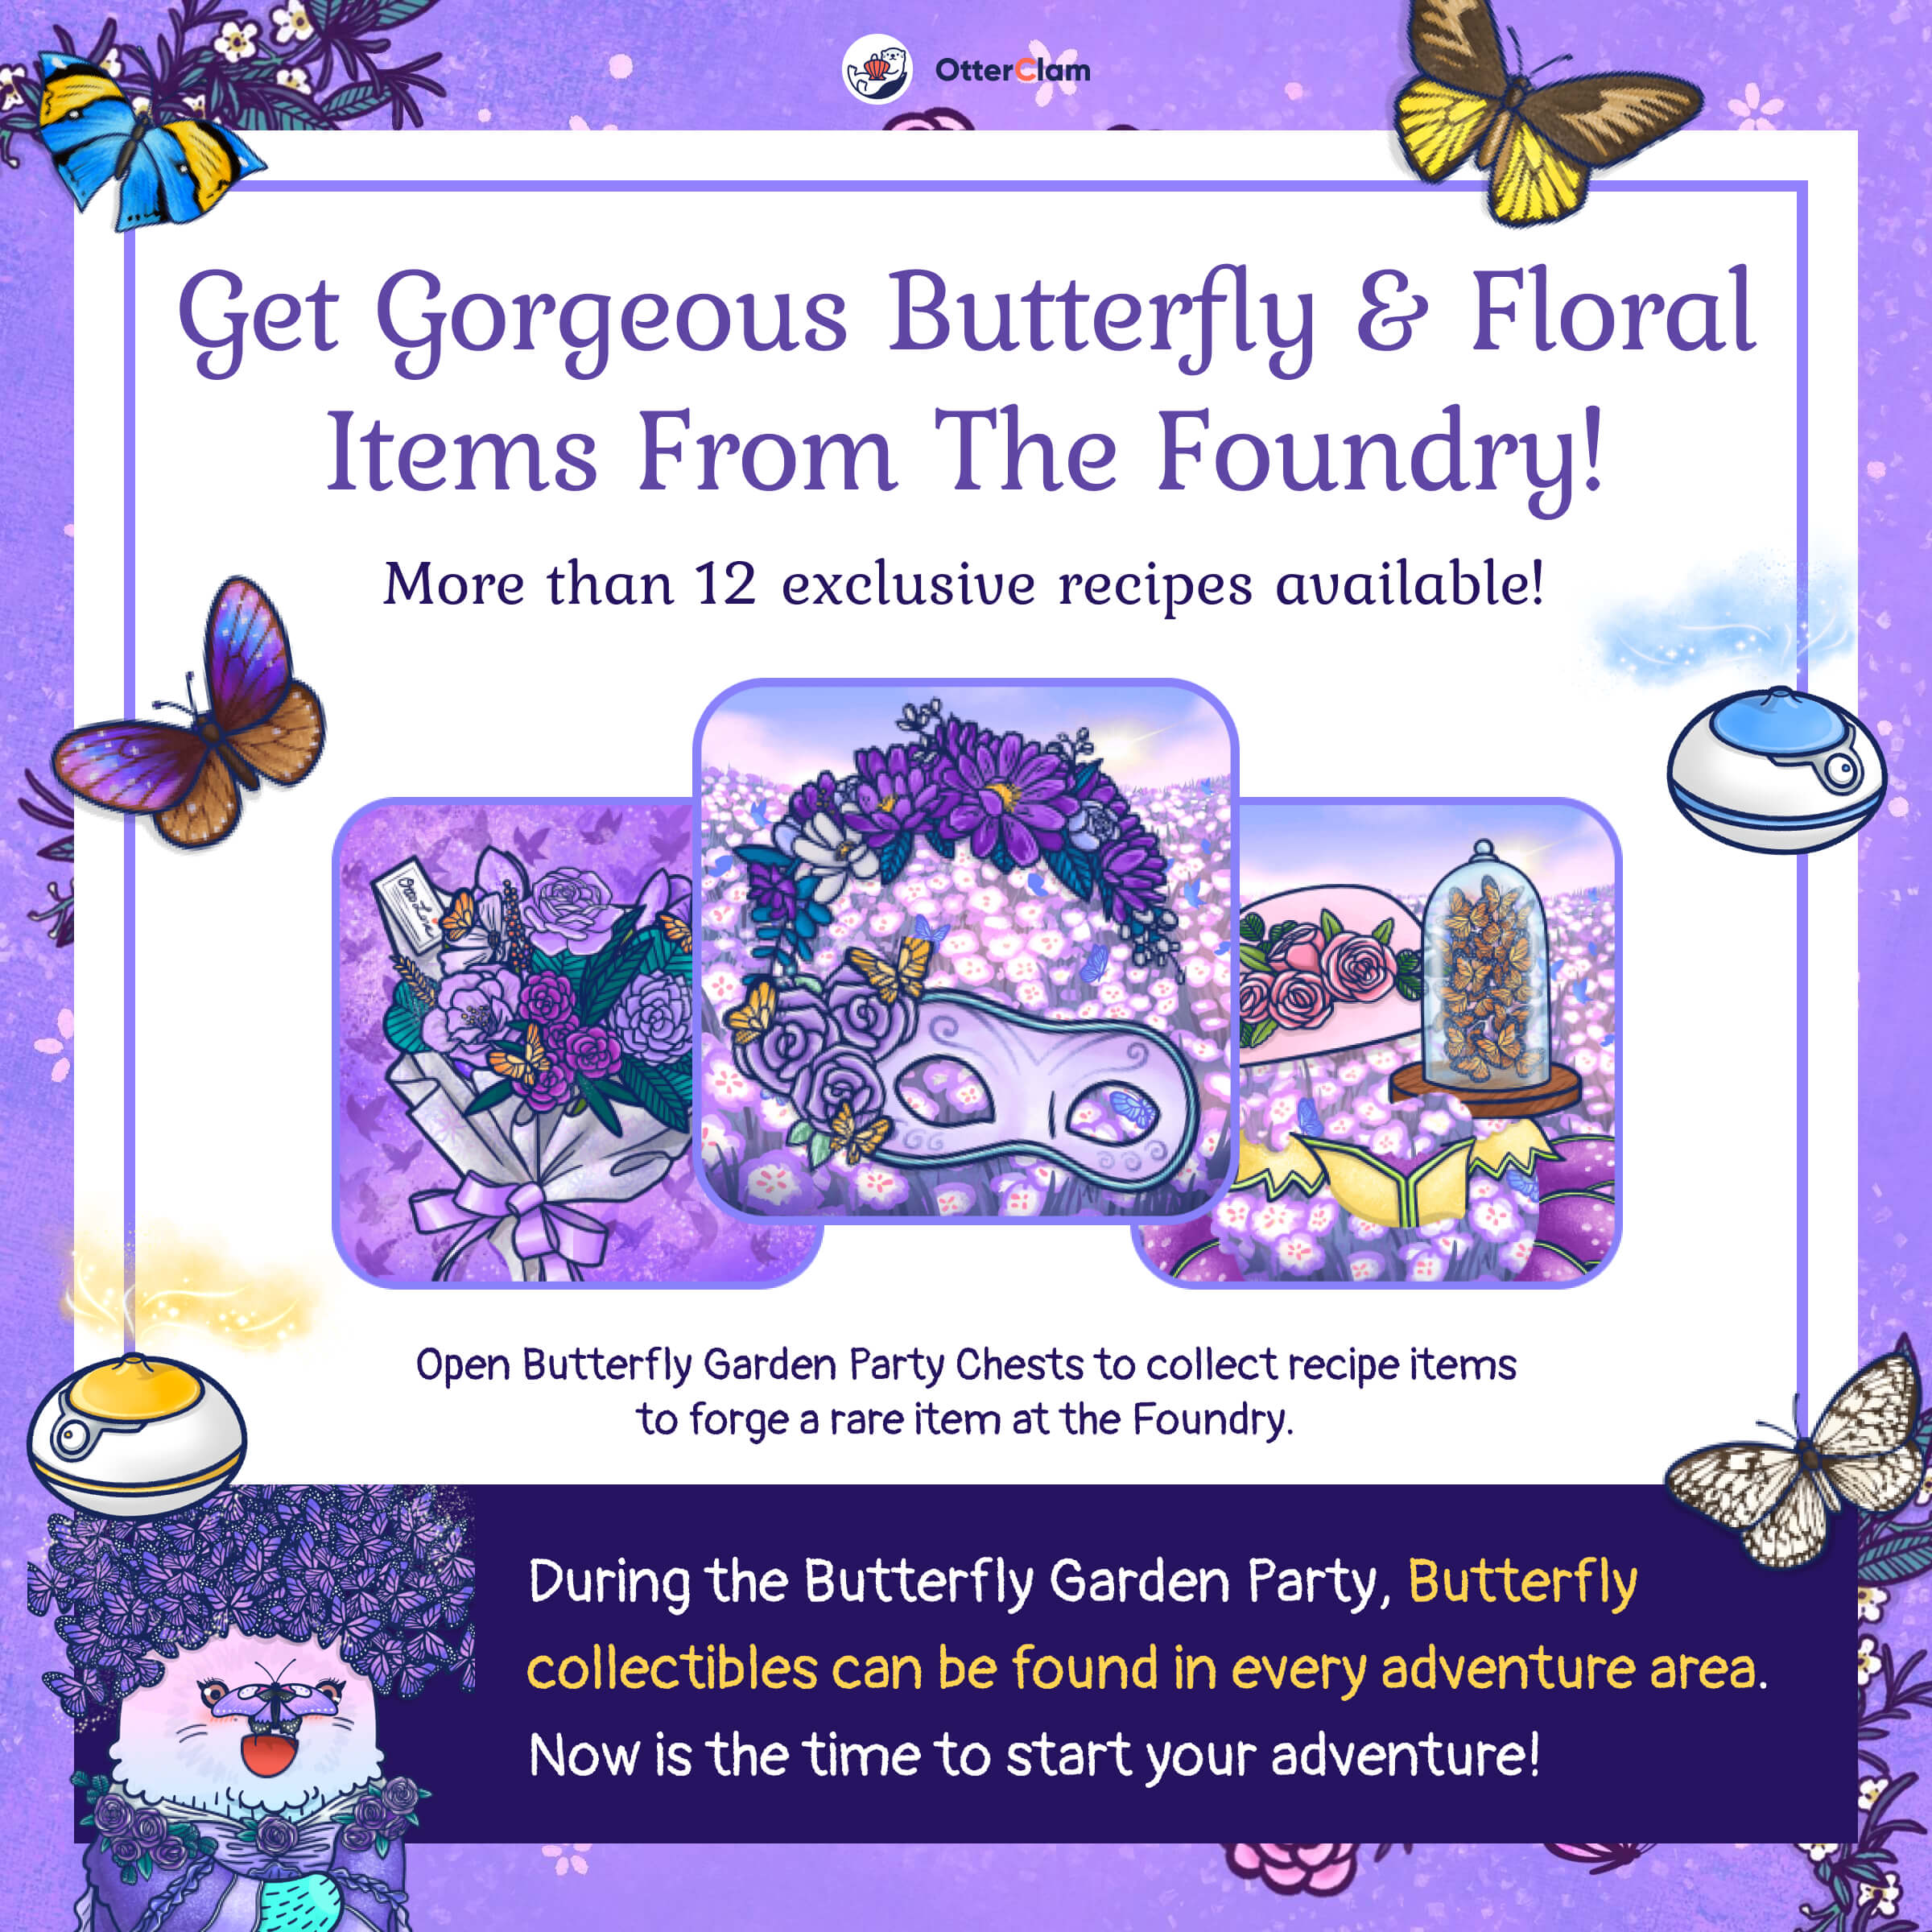 OtterClam
Get Gorgeous Butterfly & Floral
Items From The Foundry!
More than 12 exclusive recipes available!
Open Butterfly Garden Party Chests to collect recipe items
to forge a rare item at the Foundry.
During the Butterfly Garden Party, Butterfly
collectibles can be found in every adventure area.
Now is the time to start your adventure!